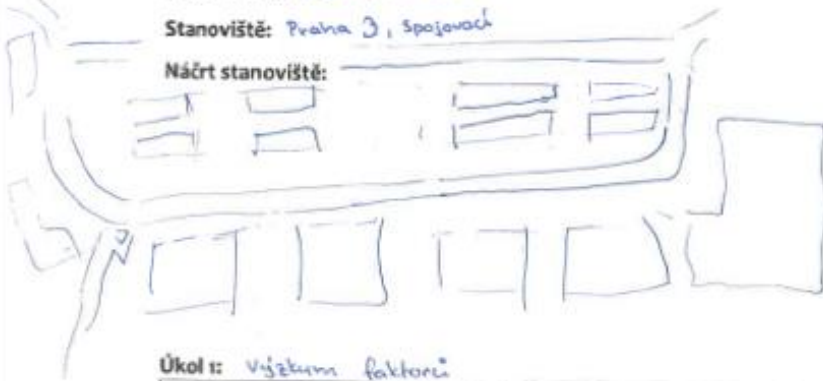 Stanoviště: Praha 3, Spojovací
Náčrt stanoviště:
Úkol 1: Výzkum faktorů